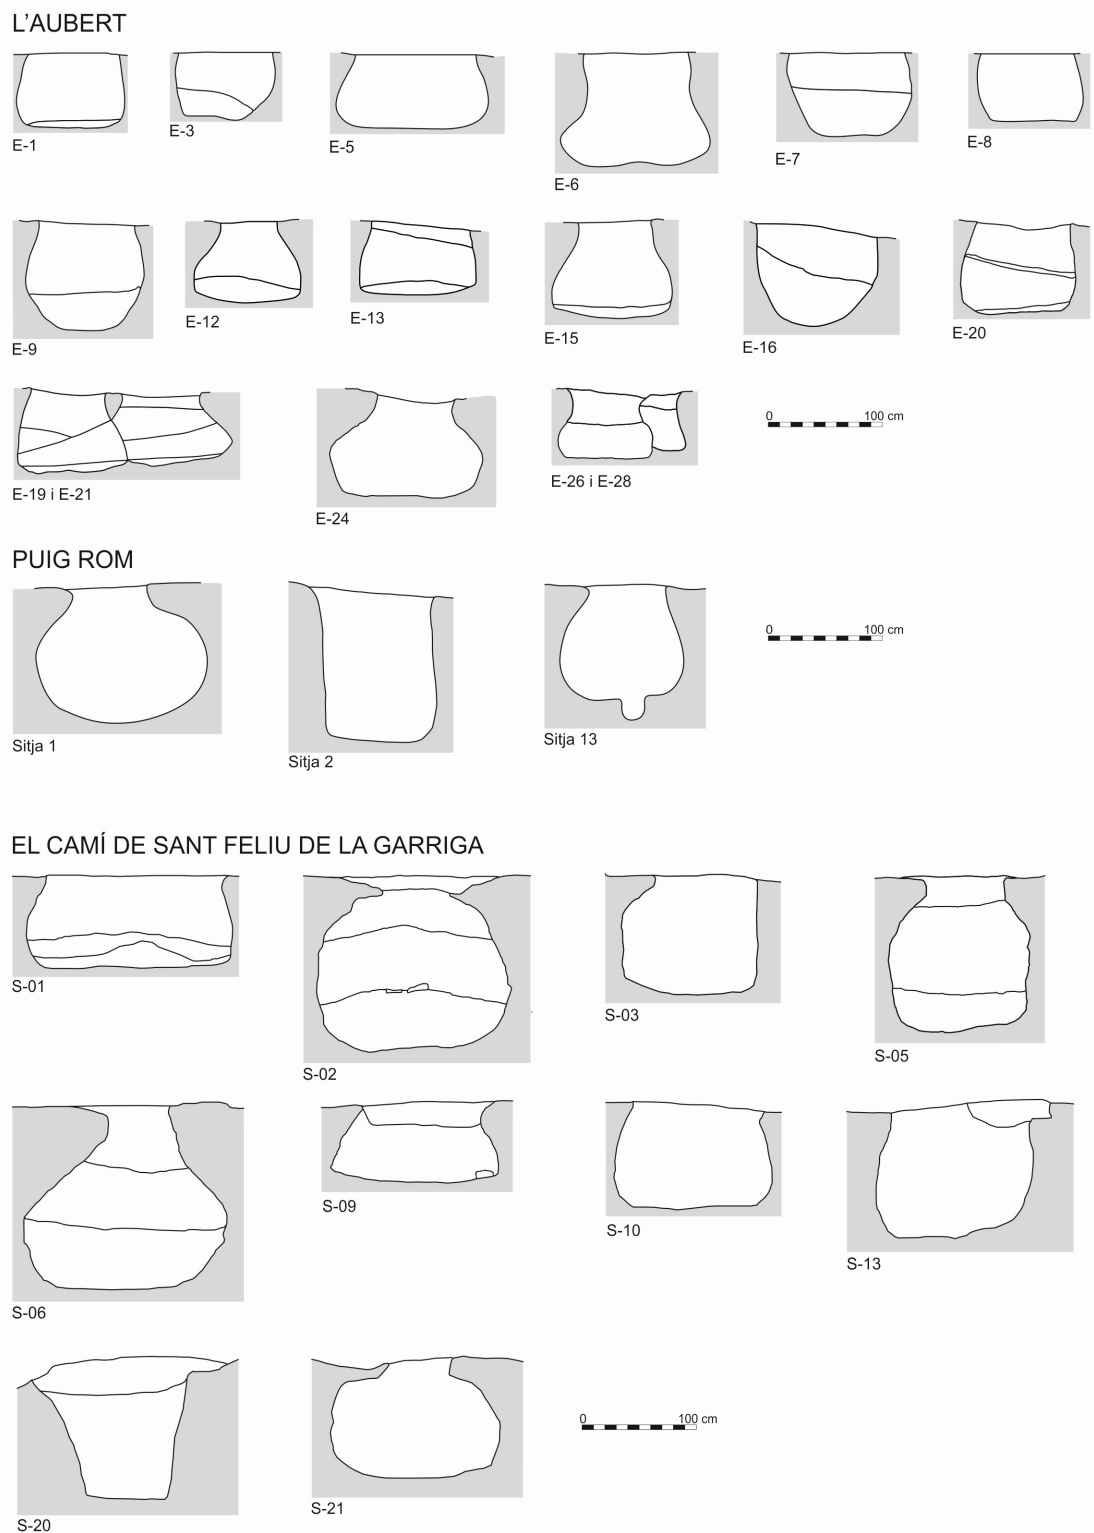 L'AUBERT
E-1
E-3
E-5
E-6
E-7
E-8
E-9
E-12
E-13
E-15
E-16
E-20
E-19 i E-21
E-24
E-26 i E-28
0 100 cm
PUIG ROM
Sitja 1
Sitja 2
Sitja 13
0 100 cm
EL CAMÍ DE SANT FELIU DE LA GARRIGA
S-01
S-02
S-03
S-05
S-06
S-09
S-10
S-13
S-20
S-21
0 100 cm